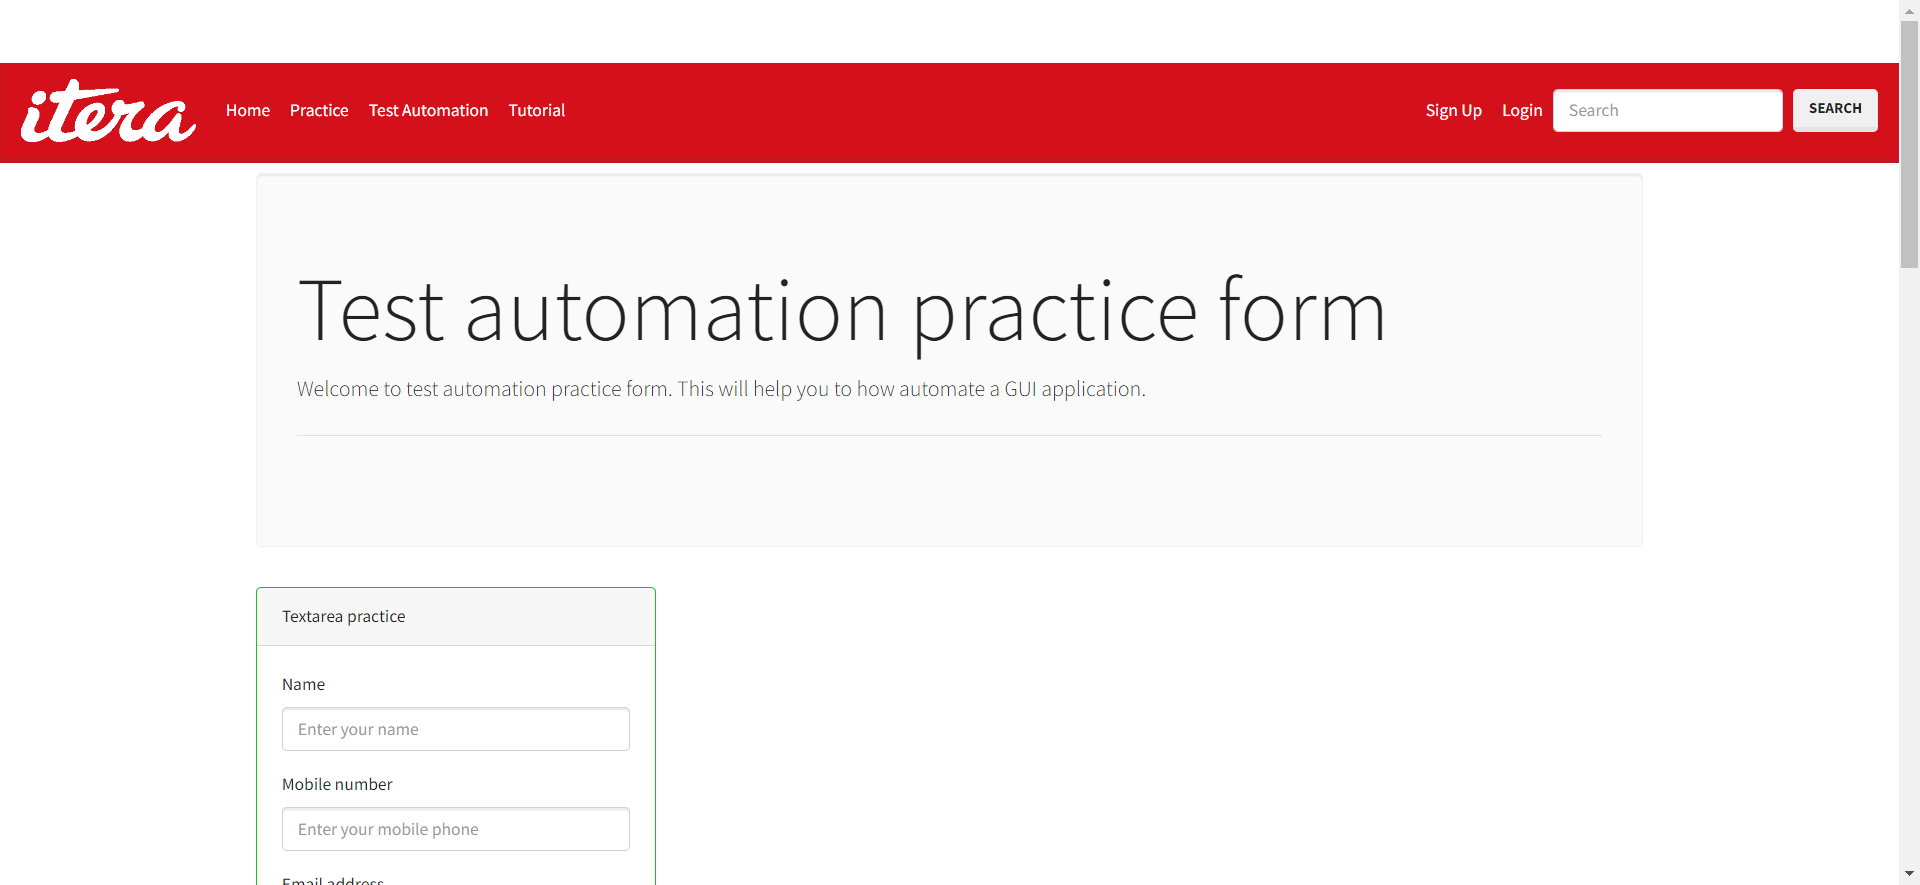 itera
Home Practice Test Automation Tutorial Sign Up Login Search SEARCH
Test automation practice form
Welcome to test automation practice form. This will help you to how automate a GUI application.
Textarea practice
Name
Enter your name
Mobile number
Enter your mobile phone
Email address